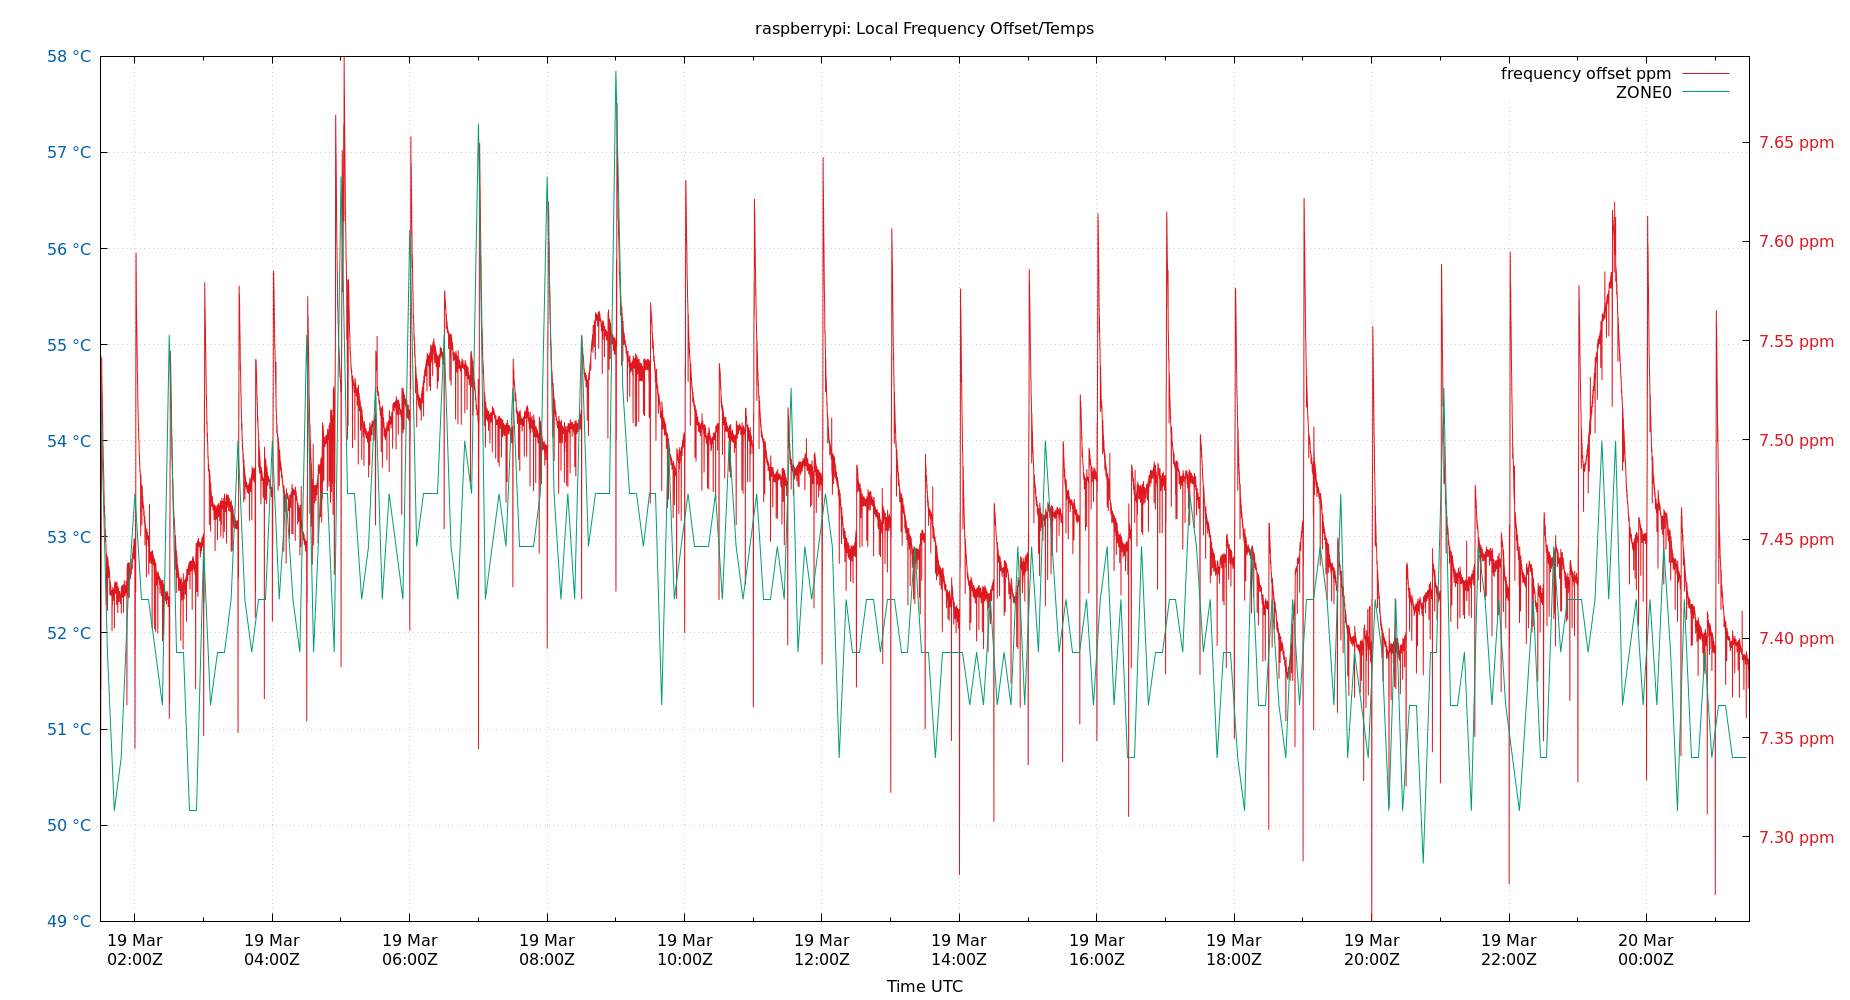 raspberrypi: Local Frequency Offset/Temps
58 °C
57 °C
56 °C
55 °C
54 °C
53 °C
52 °C
51 °C
50 °C
49 °C
frequency offset ppm
ZONE0
7.65 ppm
7.60 ppm
7.55 ppm
7.50 ppm
7.45 ppm
7.40 ppm
7.35 ppm
7.30 ppm
19 Mar 19 Mar 19 Mar 19 Mar 19 Mar 19 Mar 19 Mar 19 Mar 19 Mar 19 Mar 19 Mar 20 Mar
02:00Z 04:00Z 06:00Z 08:00Z 10:00Z 12:00Z 14:00Z 16:00Z 18:00Z 20:00Z 22:00Z 00:00Z
Time UTC